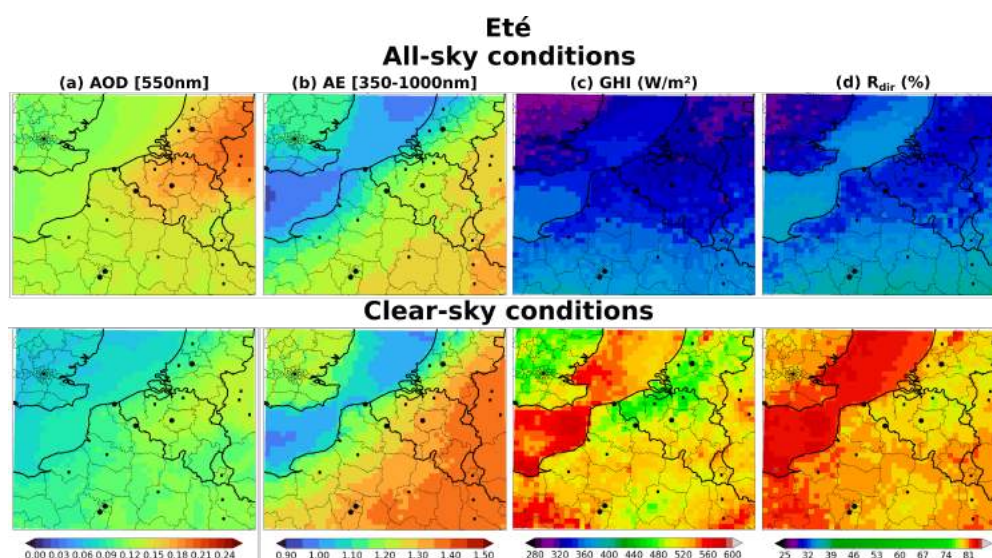 Eté
All-sky conditions
(a) AOD [550nm] (b) AE [350-1000nm] (c) GHI (W/m²) (d) R_dir (%)
Clear-sky conditions
0.00 0.03 0.06 0.09 0.12 0.15 0.18 0.21 0.24 0.90 1.00 1.10 1.20 1.30 1.40 1.50 280 320 360 400 440 480 520 560 600 25 32 39 46 53 60 67 74 81